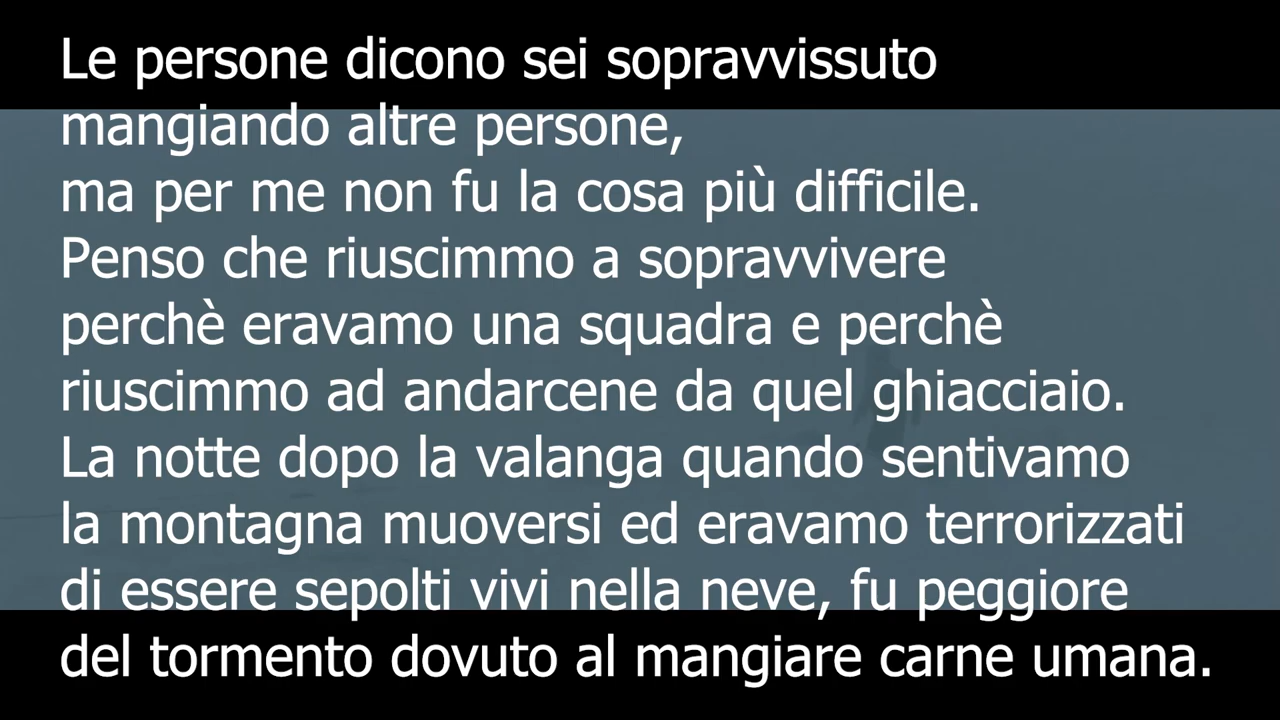 Le persone dicono sei sopravvissuto
mangiando altre persone,
ma per me non fu la cosa più difficile.
Penso che riuscimmo a sopravvivere
perchè eravamo una squadra e perchè
riuscimmo ad andarcene da quel ghiacciaio.
La notte dopo la valanga quando sentivamo
la montagna muoversi ed eravamo terrorizzati
di essere sepolti vivi nella neve, fu peggiore
del tormento dovuto al mangiare carne umana.